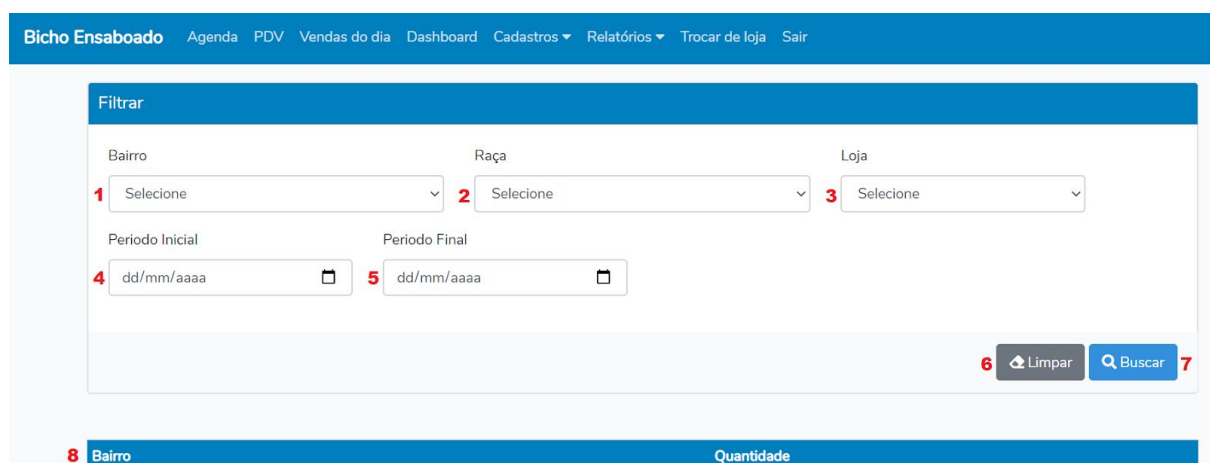 Bicho Ensaboado Agenda PDV Vendas do dia Dashboard Cadastros Relatórios Trocar de loja Sair
Filtrar
Bairro Raça Loja
1 Selecione 2 Selecione 3 Selecione
Periodo Inicial Periodo Final
4 dd/mm/aaaa 5 dd/mm/aaaa
6 Limpar Buscar 7
8 Bairro Quantidade